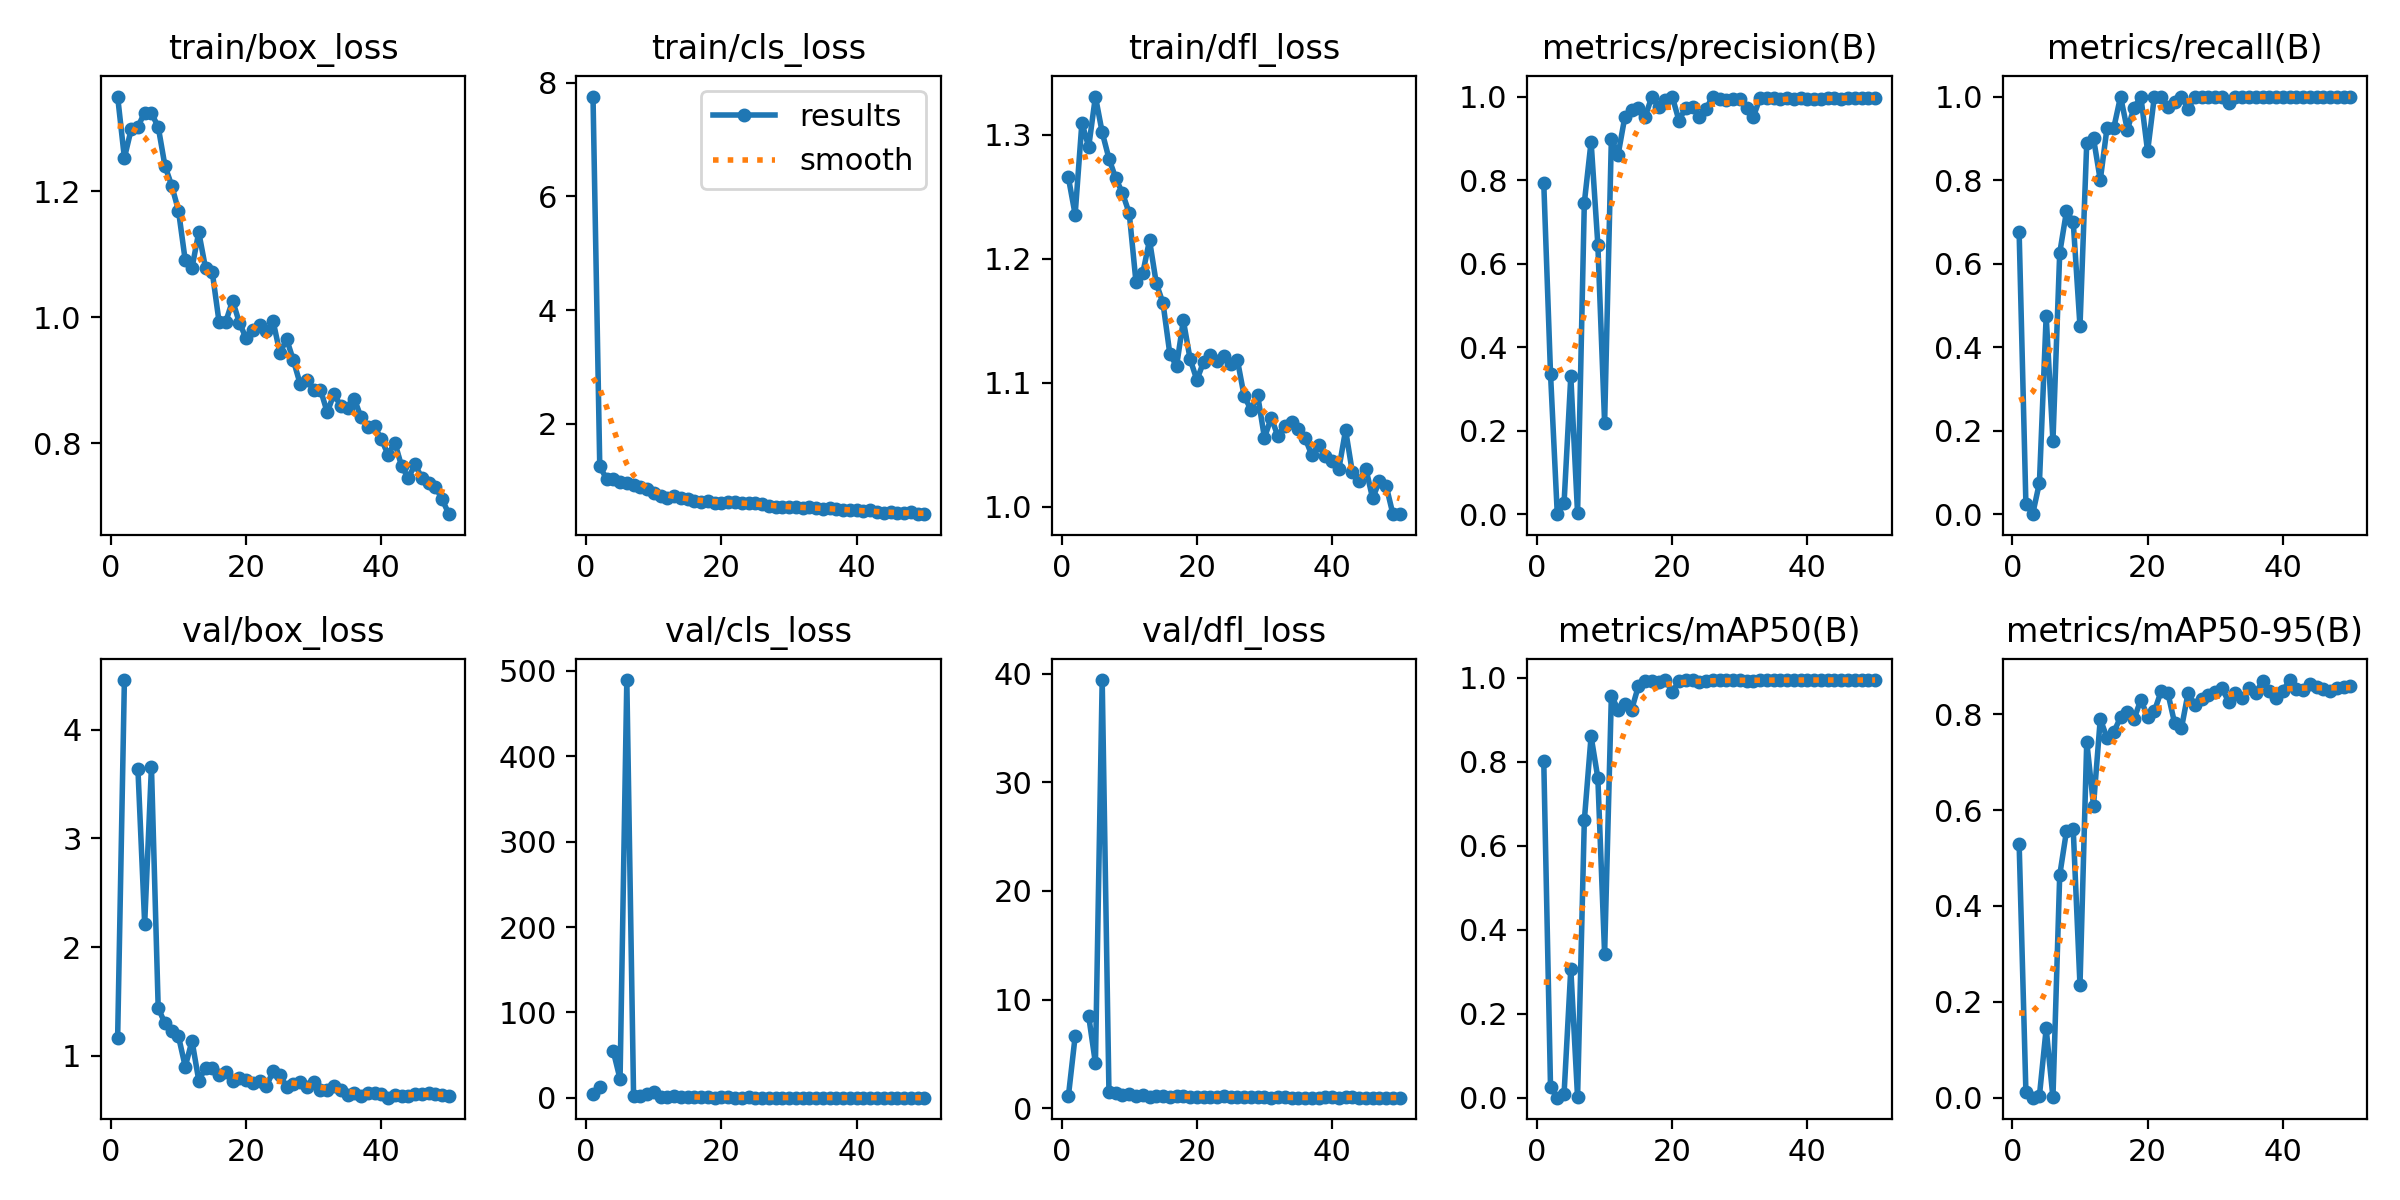 train/box_loss
train/cls_loss
train/dfl_loss
metrics/precision(B)
metrics/recall(B)
1.2
1.0
0.8
0 20 40
8
6
4
2
0 20 40
results
smooth
1.3
1.2
1.1
1.0
0 20 40
1.0
0.8
0.6
0.4
0.2
0.0
0 20 40
1.0
0.8
0.6
0.4
0.2
0.0
0 20 40
val/box_loss
val/cls_loss
val/dfl_loss
metrics/mAP50(B)
metrics/mAP50-95(B)
4
3
2
1
0 20 40
500
400
300
200
100
0
0 20 40
40
30
20
10
0
0 20 40
1.0
0.8
0.6
0.4
0.2
0.0
0 20 40
0.8
0.6
0.4
0.2
0.0
0 20 40